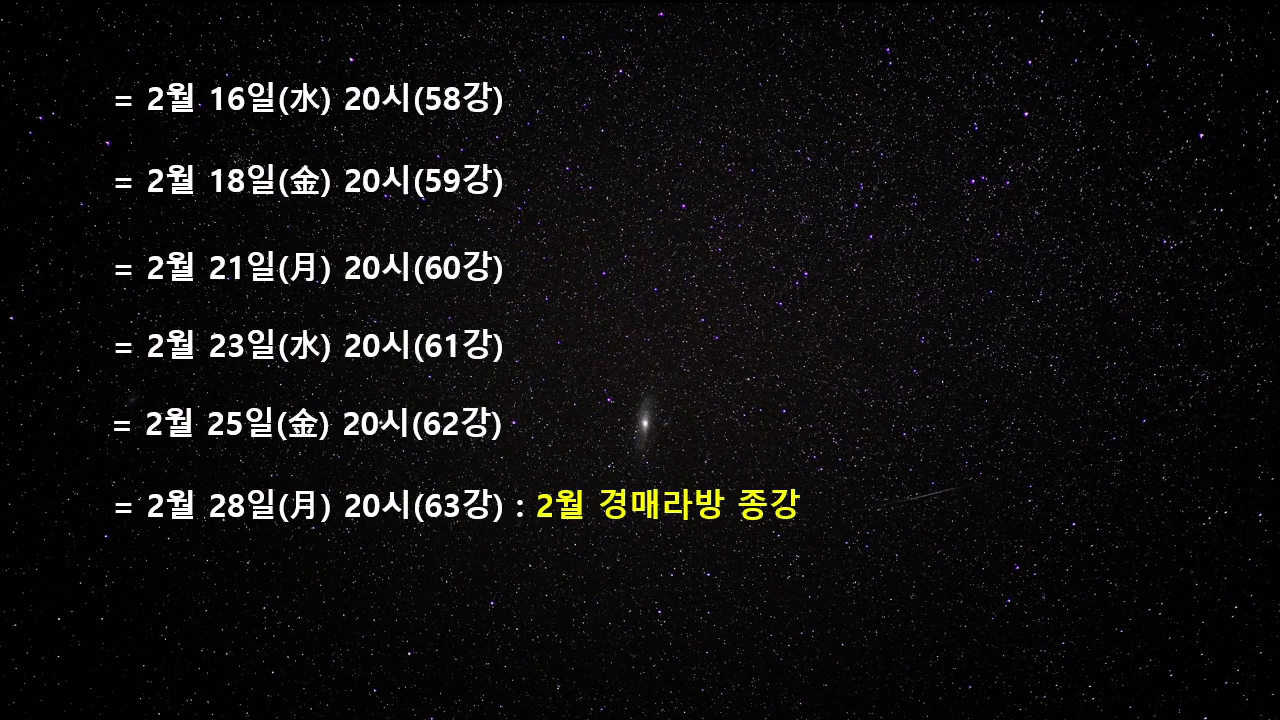 = 2월 16일(水) 20시(58강)
= 2월 18일(金) 20시(59강)
= 2월 21일(月) 20시(60강)
= 2월 23일(水) 20시(61강)
= 2월 25일(金) 20시(62강)
= 2월 28일(月) 20시(63강) : 2월 경매라방 종강